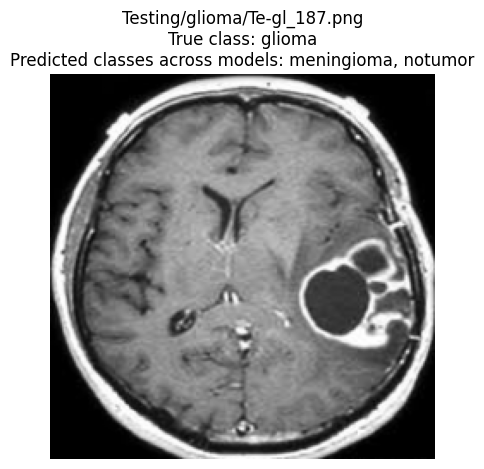 Testing/glioma/Te-gl_187.png
True class: glioma
Predicted classes across models: meningioma, notumor